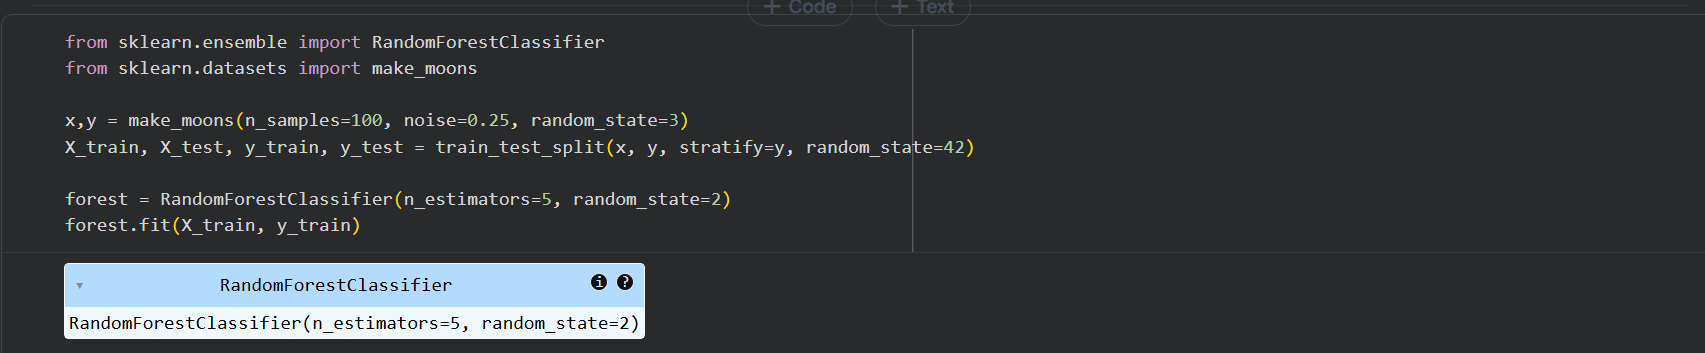 + Code + Text
from sklearn.ensemble import RandomForestClassifier
from sklearn.datasets import make_moons
x,y = make_moons(n_samples=100, noise=0.25, random_state=3)
X_train, X_test, y_train, y_test = train_test_split(x, y, stratify=y, random_state=42)
forest = RandomForestClassifier(n_estimators=5, random_state=2)
forest.fit(X_train, y_train)
RandomForestClassifier i ?
RandomForestClassifier(n_estimators=5, random_state=2)